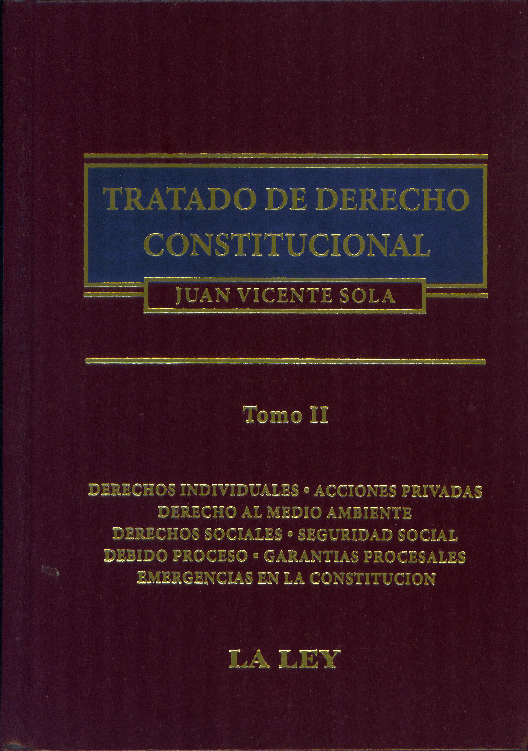 TRATADO DE DERECHO
CONSTITUCIONAL
JUAN VICENTE SOLA
Tomo II
DERECHOS INDIVIDUALES • ACCIONES PRIVADAS
DERECHO AL MEDIO AMBIENTE
DERECHOS SOCIALES • SEGURIDAD SOCIAL
DEBIDO PROCESO • GARANTIAS PROCESALES
EMERGENCIAS EN LA CONSTITUCION
LA LEY